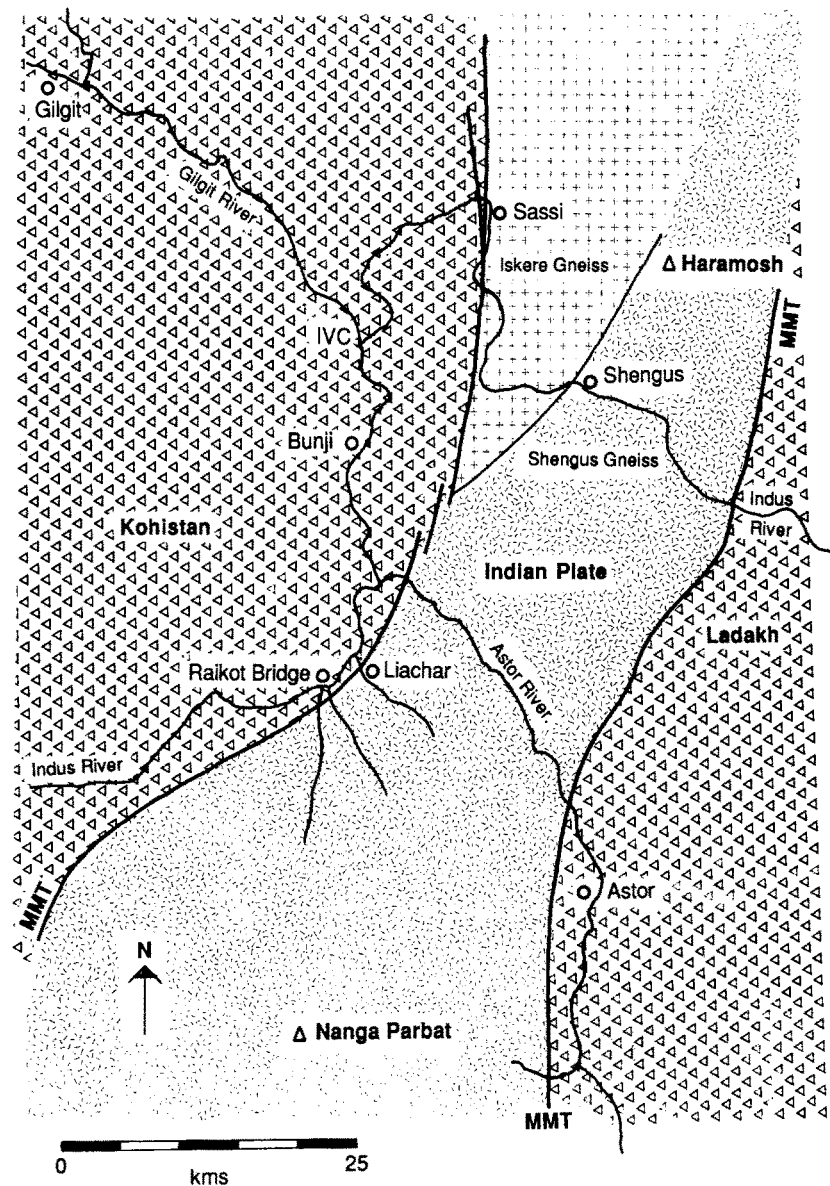 Gilgit
Gilgit River
Sassi
Iskere Gneiss
Δ Haramosh
MMT
IVC
Shengus
Bunji
Shengus Gneiss
Indus
River
Kohistan
Indian Plate
Ladakh
Astor River
Raikot Bridge
Liachar
Indus River
MMT
Astor
N
Δ Nanga Parbat
MMT
0 25
kms